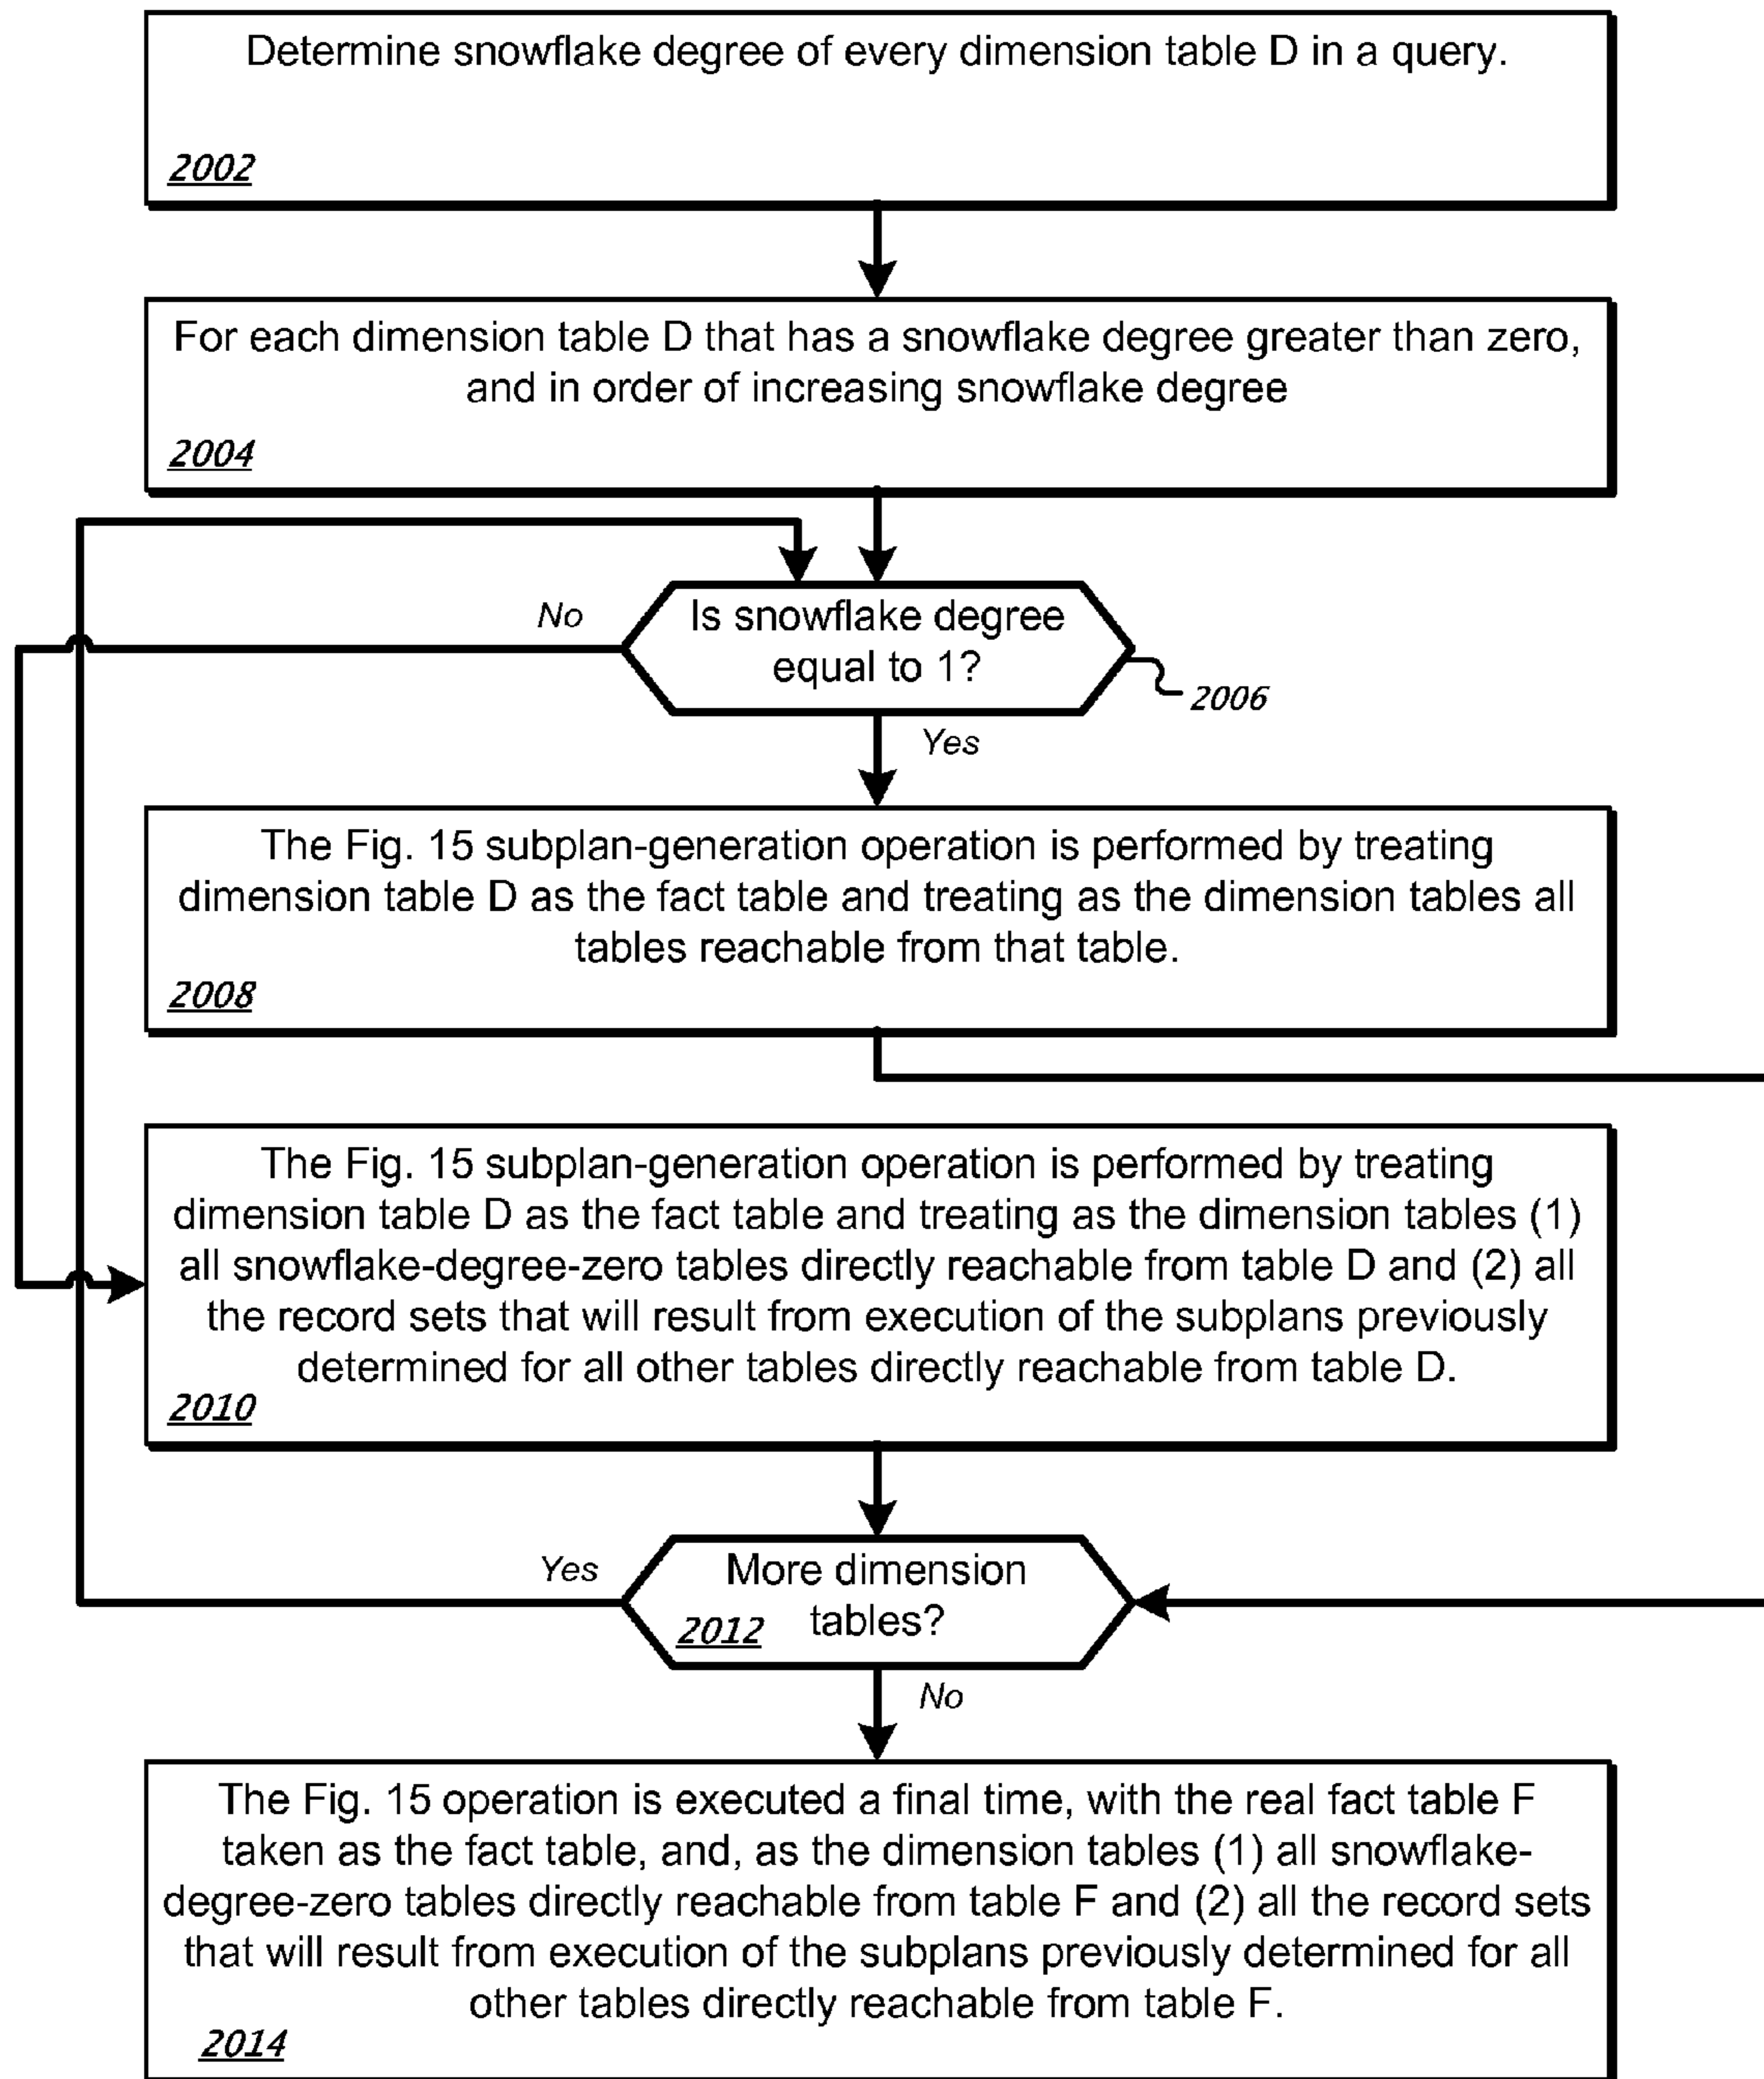 Determine snowflake degree of every dimension table D in a query.
2002
For each dimension table D that has a snowflake degree greater than zero,
and in order of increasing snowflake degree
2004
No
Is snowflake degree
equal to 1?
2006
Yes
The Fig. 15 subplan-generation operation is performed by treating
dimension table D as the fact table and treating as the dimension tables all
tables reachable from that table.
2008
The Fig. 15 subplan-generation operation is performed by treating
dimension table D as the fact table and treating as the dimension tables (1)
all snowflake-degree-zero tables directly reachable from table D and (2) all
the record sets that will result from execution of the subplans previously
determined for all other tables directly reachable from table D.
2010
Yes
More dimension
tables?
2012
No
The Fig. 15 operation is executed a final time, with the real fact table F
taken as the fact table, and, as the dimension tables (1) all snowflake-
degree-zero tables directly reachable from table F and (2) all the record sets
that will result from execution of the subplans previously determined for all
other tables directly reachable from table F.
2014